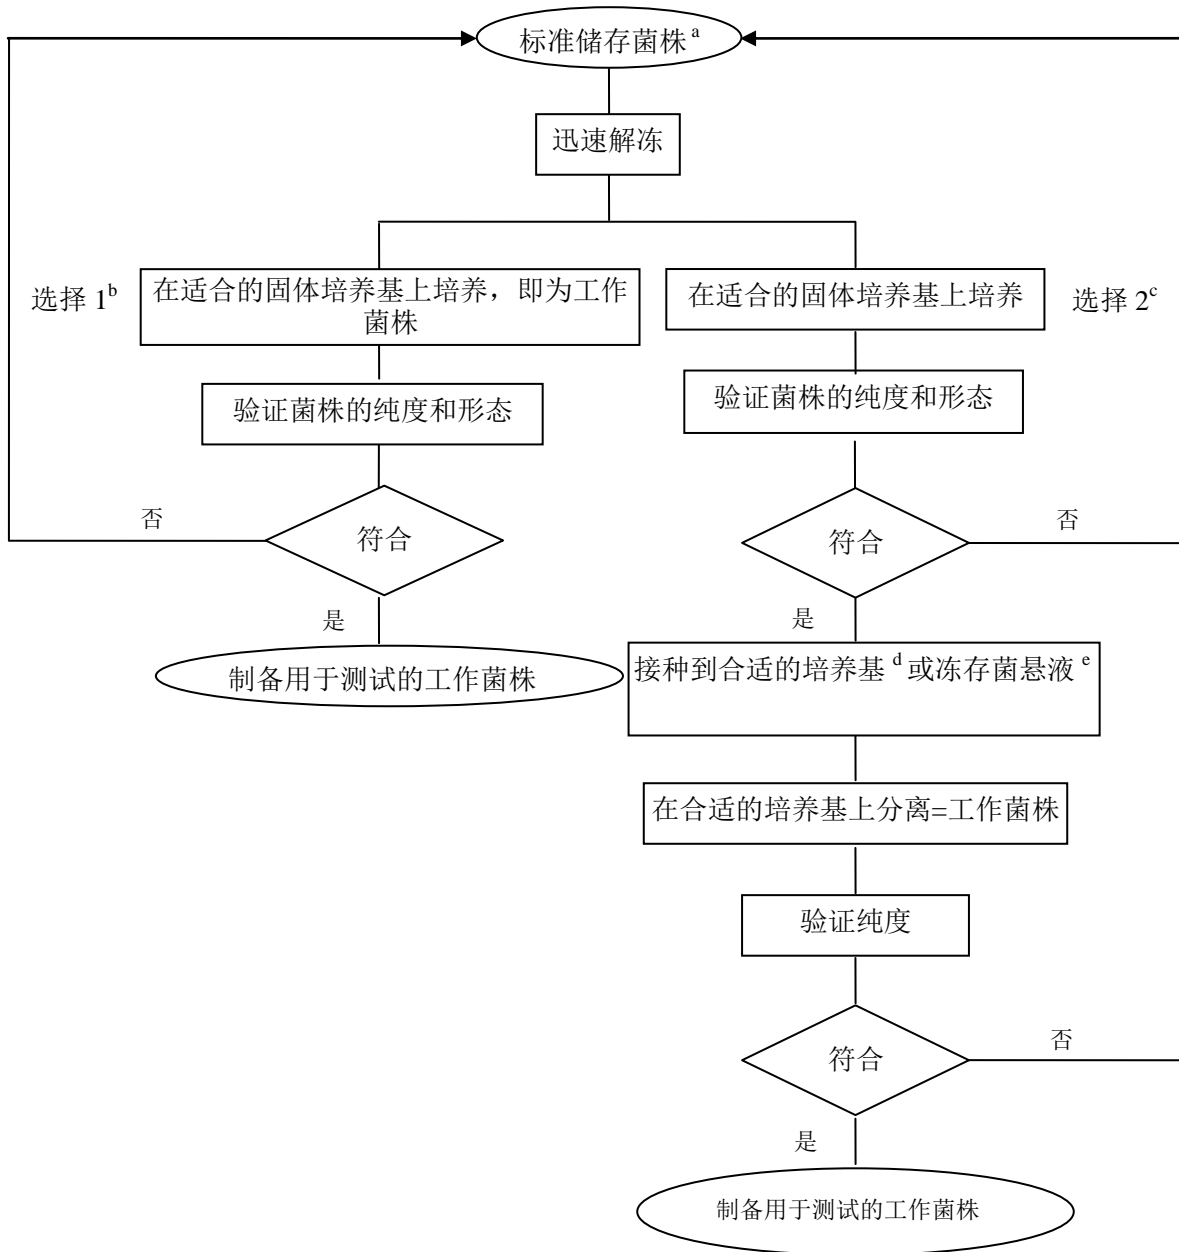 标准储存菌株 a
迅速解冻
选择 1b
在适合的固体培养基上培养，即为工作
菌株
在适合的固体培养基上培养
选择 2c
验证菌株的纯度和形态
验证菌株的纯度和形态
否
符合
符合
否
是
是
制备用于测试的工作菌株
接种到合适的培养基 d 或冻存菌悬液 e
在合适的培养基上分离=工作菌株
验证纯度
符合
否
是
制备用于测试的工作菌株